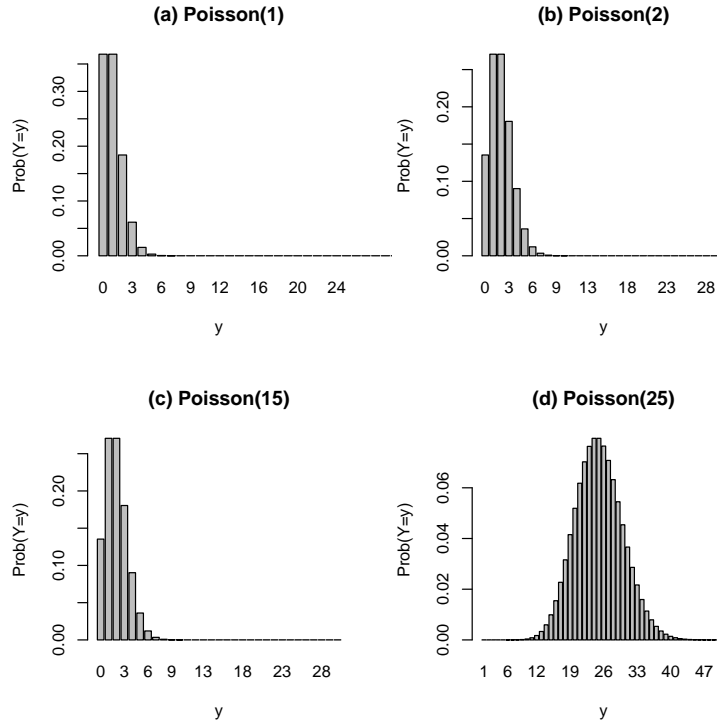 (a) Poisson(1)
Prob(Y=y)
0.30
0.20
0.10
0.00
0 3 6 9 12 16 20 24
y
(b) Poisson(2)
Prob(Y=y)
0.20
0.10
0.00
0 3 6 9 13 18 23 28
y
(c) Poisson(15)
Prob(Y=y)
0.20
0.10
0.00
0 3 6 9 13 18 23 28
y
(d) Poisson(25)
Prob(Y=y)
0.06
0.04
0.02
0.00
1 6 12 19 26 33 40 47
y